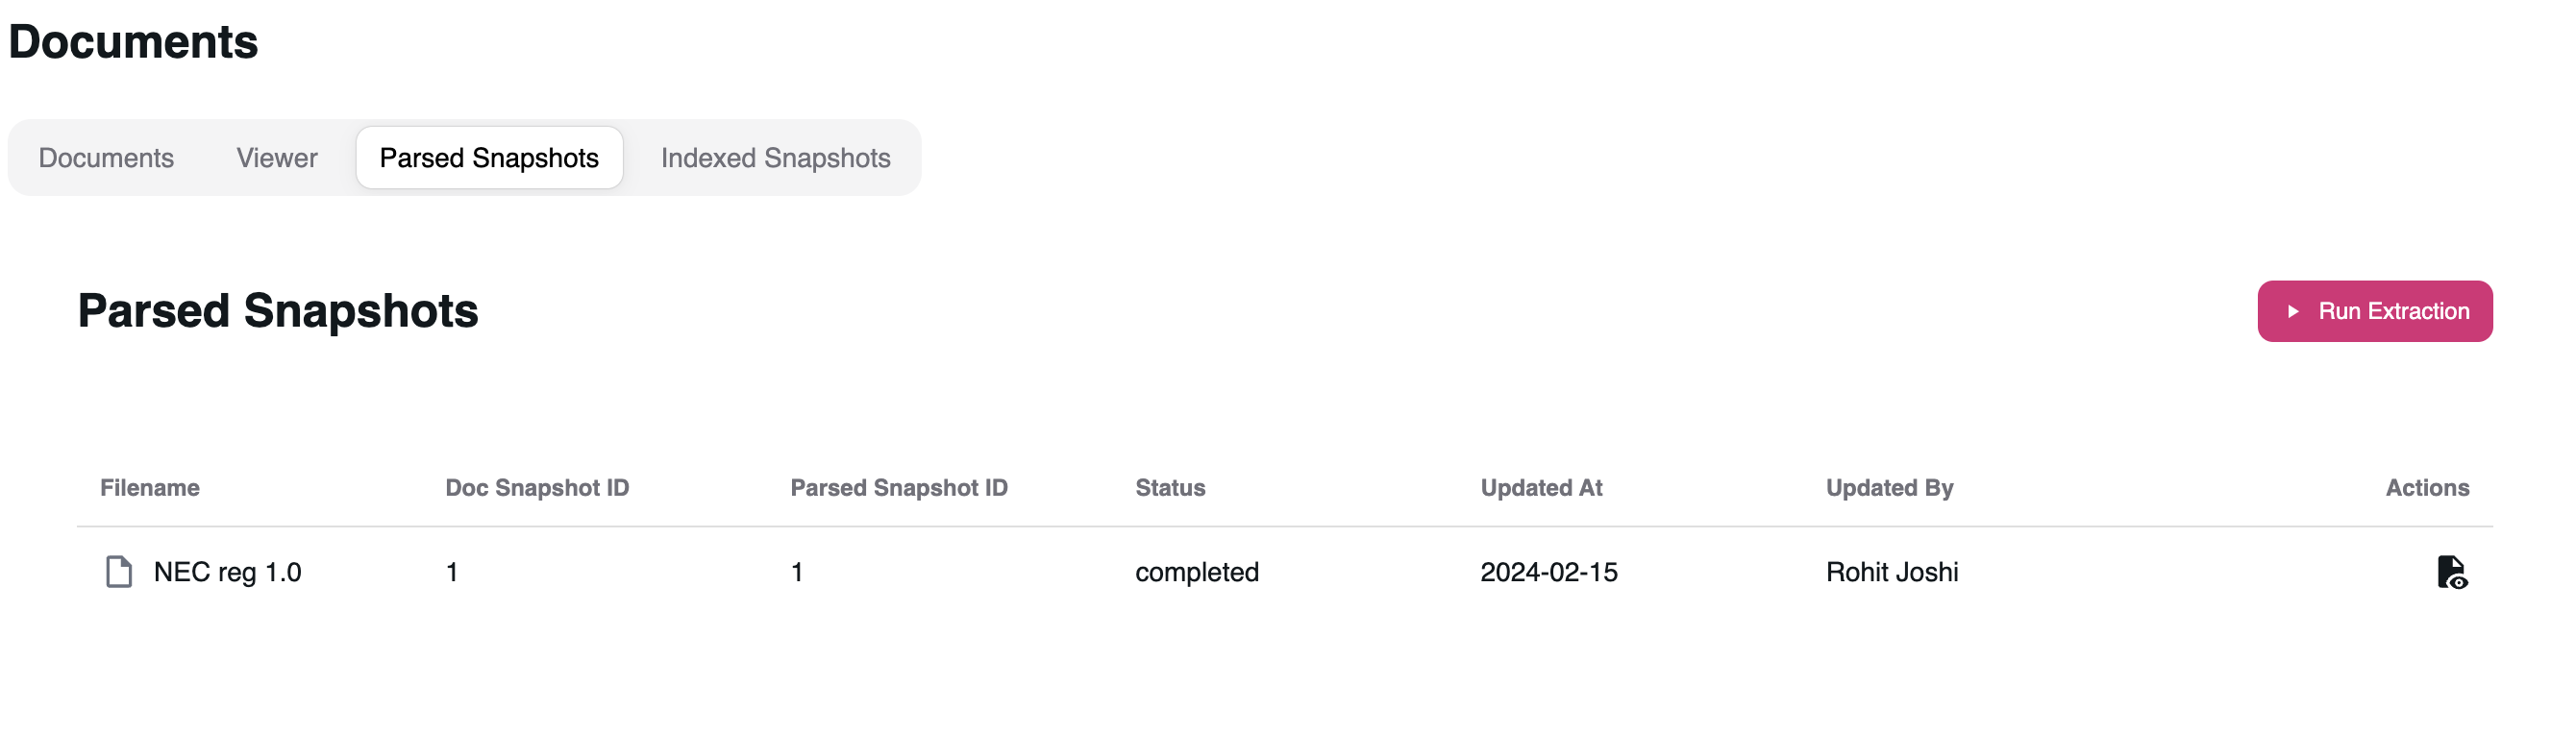 Documents
Documents Viewer Parsed Snapshots Indexed Snapshots
Parsed Snapshots
Run Extraction
Filename Doc Snapshot ID Parsed Snapshot ID Status Updated At Updated By Actions
NEC reg 1.0 1 1 completed 2024-02-15 Rohit Joshi